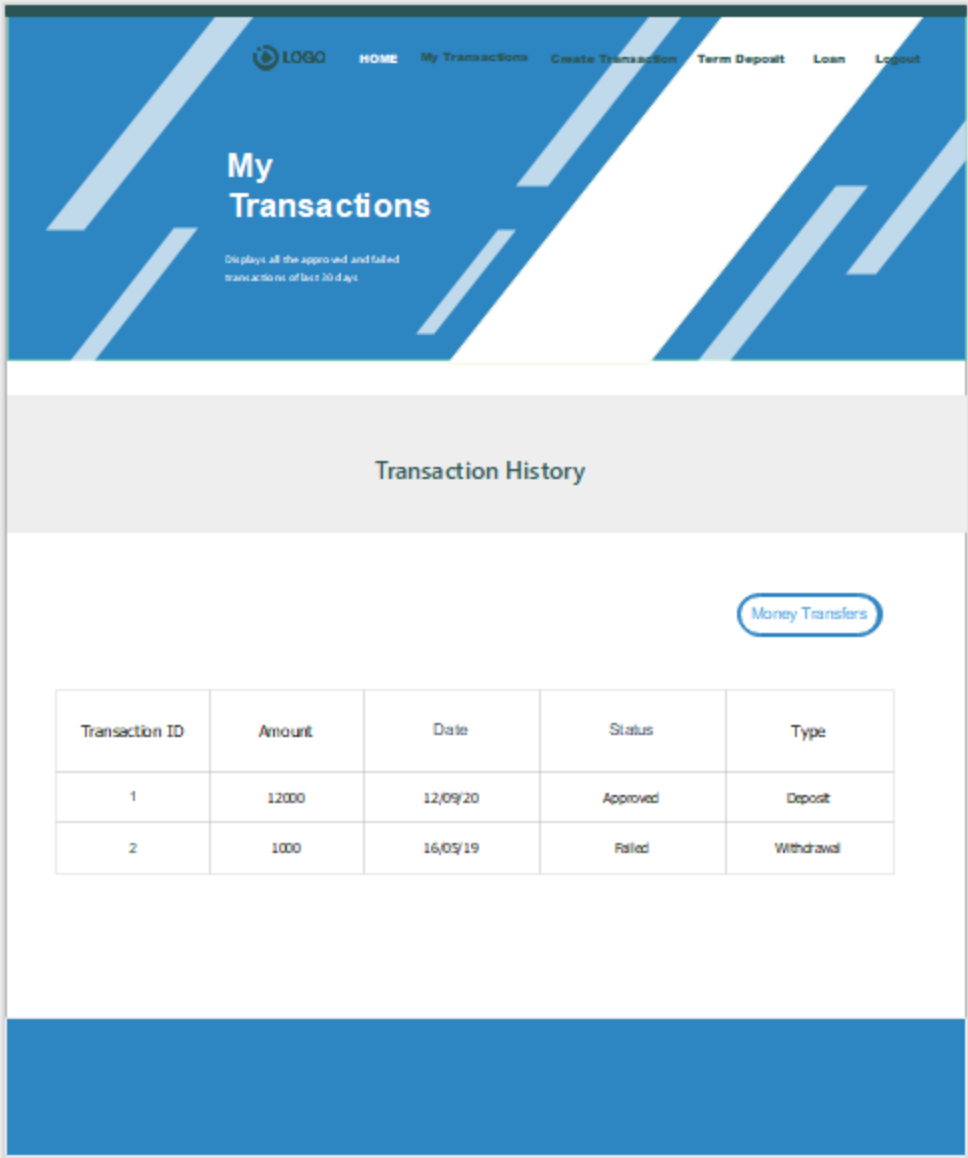 LOGO HOME My Transactions Create Transaction Term Deposit Loan Logout
My
Transactions
Displays all the approved and failed
transactions of last 30 days
Transaction History
Money Transfers
Transaction ID Amount Date Status Type
1 12000 12/09/20 Approved Deposit
2 1000 16/05/19 Failed Withdrawal